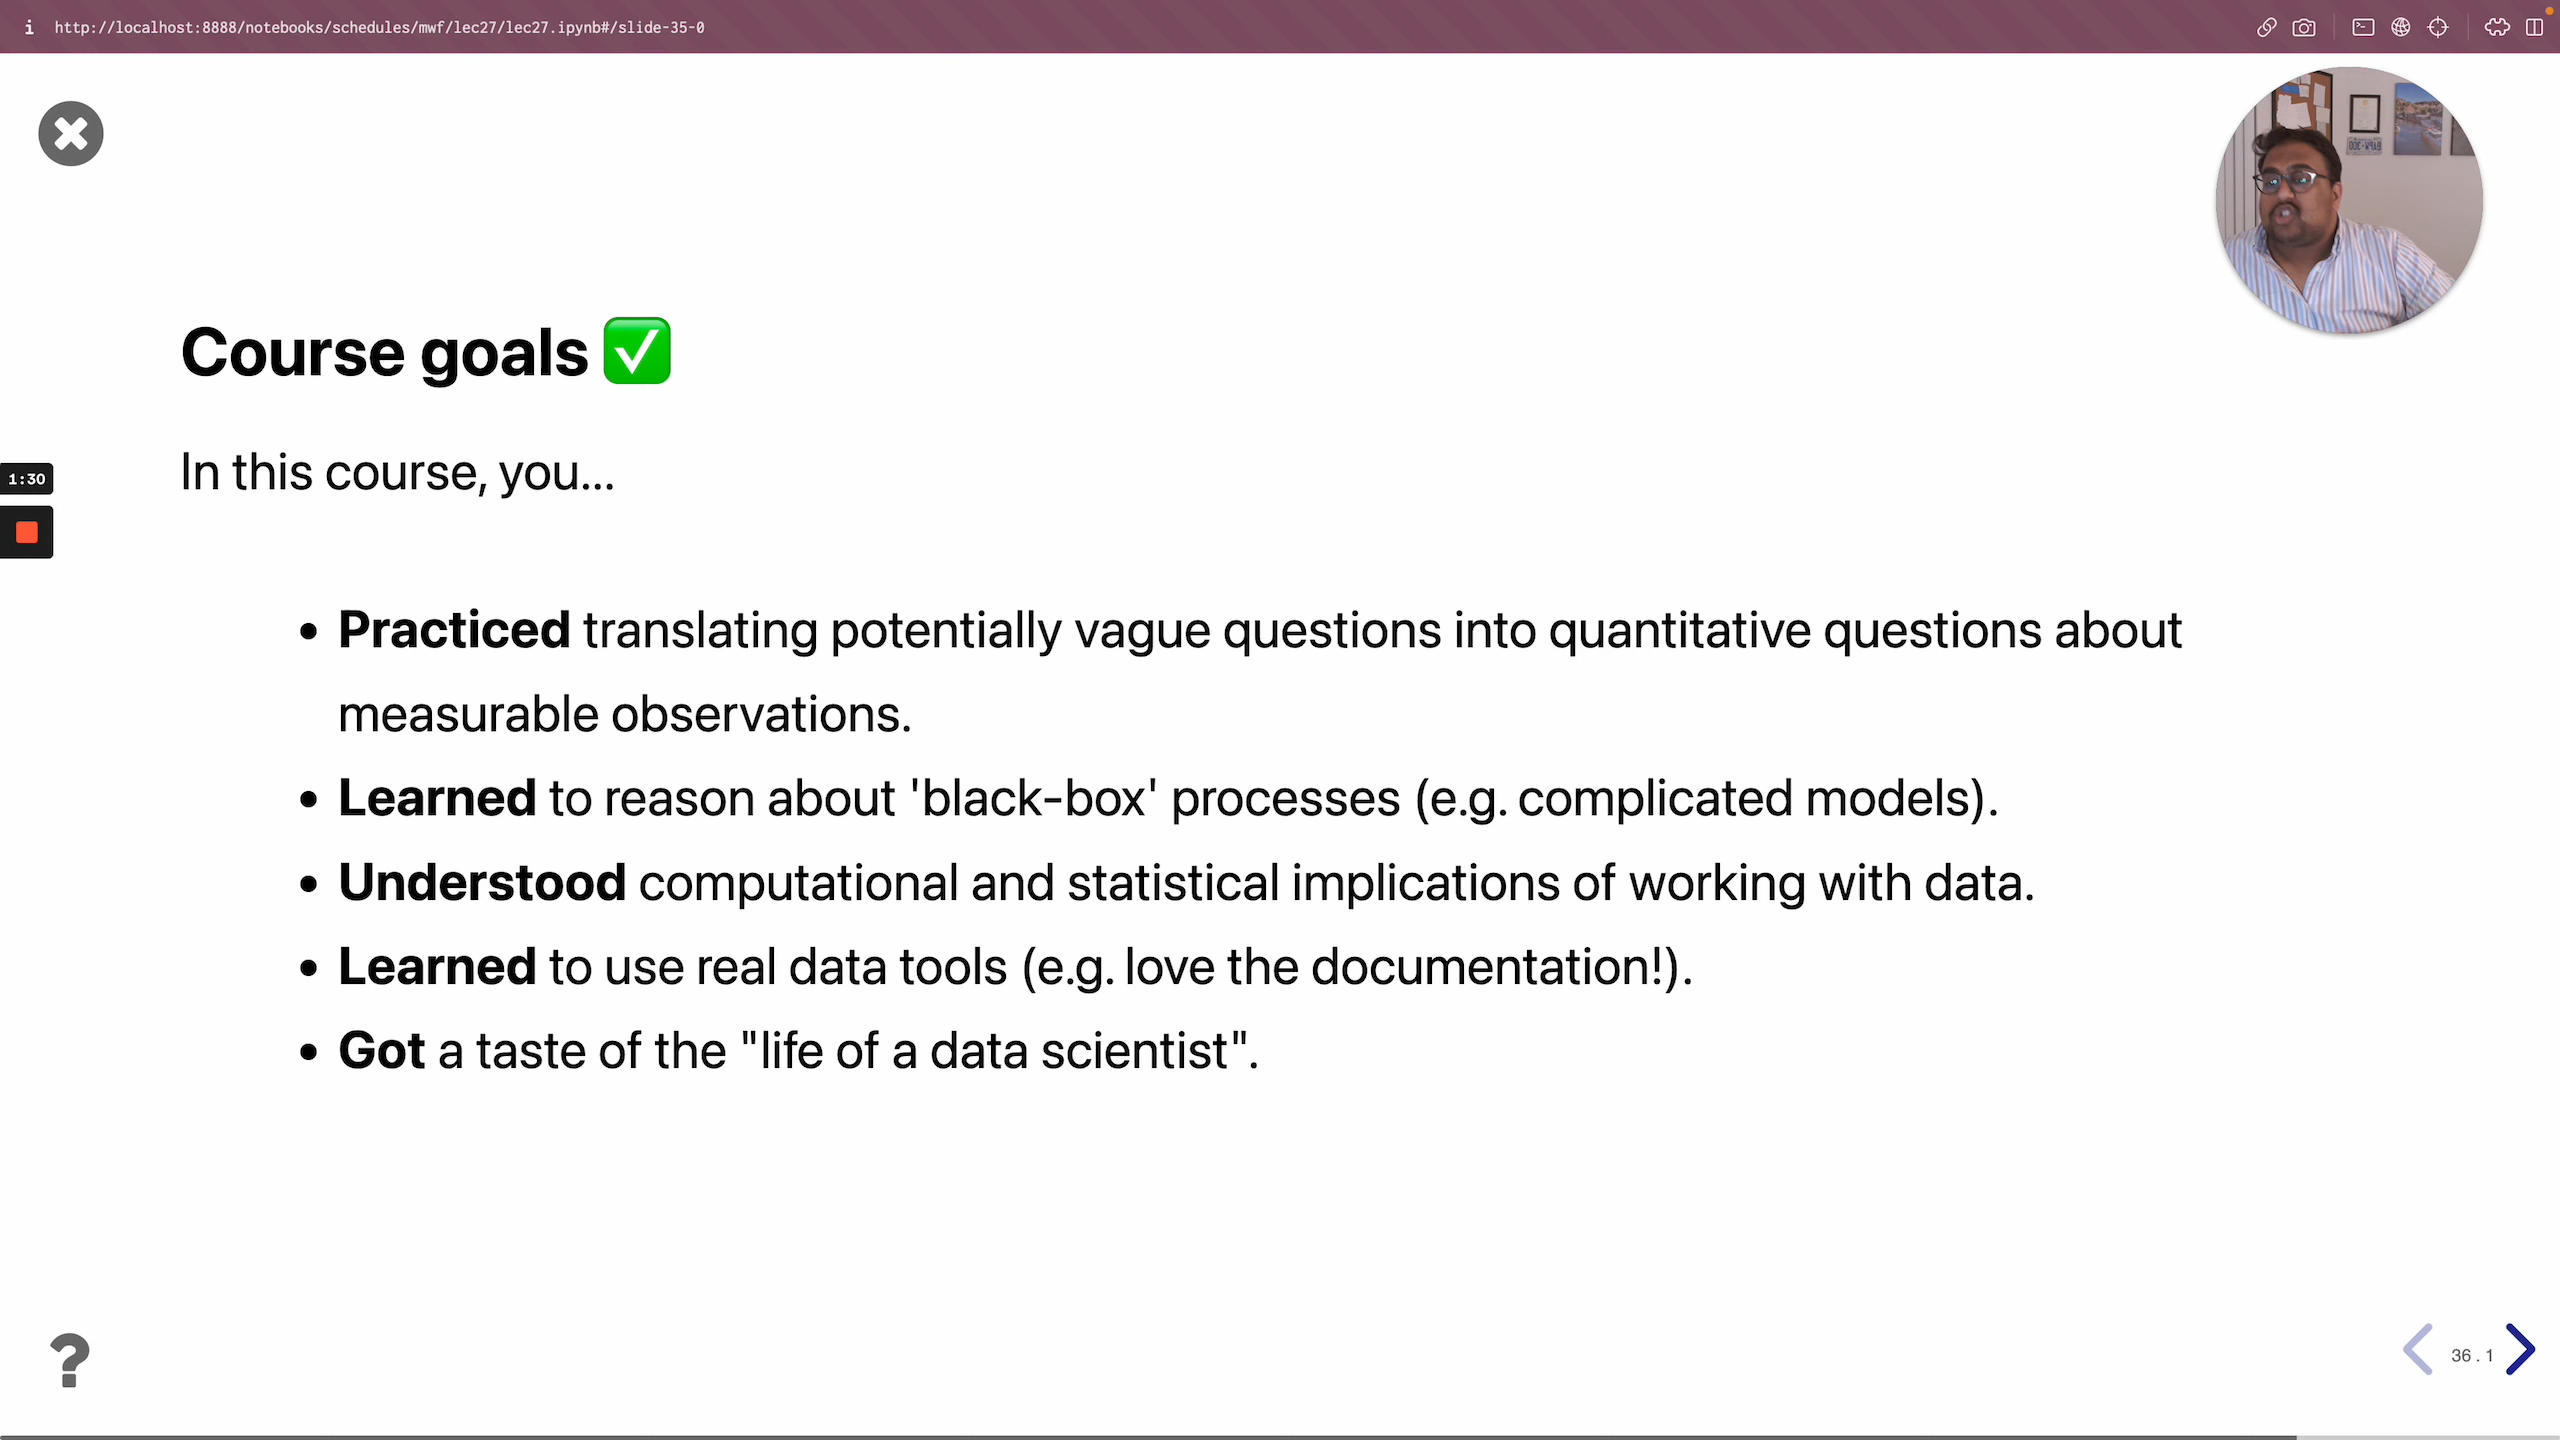 i http://localhost:8888/notebooks/schedules/mwf/lec27/lec27.ipynb#/slide-35-0
Course goals ✅
In this course, you...
1:30
• Practiced translating potentially vague questions into quantitative questions about
measurable observations.
• Learned to reason about 'black-box' processes (e.g. complicated models).
• Understood computational and statistical implications of working with data.
• Learned to use real data tools (e.g. love the documentation!).
• Got a taste of the "life of a data scientist".
?
36 . 1